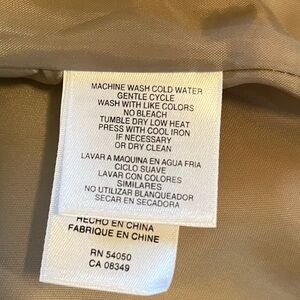 MACHINE WASH COLD WATER
GENTLE CYCLE
WASH WITH LIKE COLORS
NO BLEACH
TUMBLE DRY LOW HEAT
PRESS WITH COOL IRON
IF NECESSARY
OR DRY CLEAN
LAVAR A MAQUINA EN AGUA FRIA
CICLO SUAVE
LAVAR CON COLORES
SIMILARES
NO UTILIZAR BLANQUEADOR
SECAR EN SECADORA
HECHO EN CHINA
FABRIQUE EN CHINE
RN 54050
CA 08349